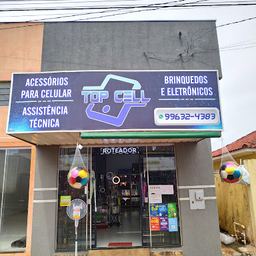 ACESSÓRIOS
PARA CELULAR
ASSISTÊNCIA
TÉCNICA
TOP CELL
BRINQUEDOS
E ELETRÔNICOS
99632-4383
ROTEADOR